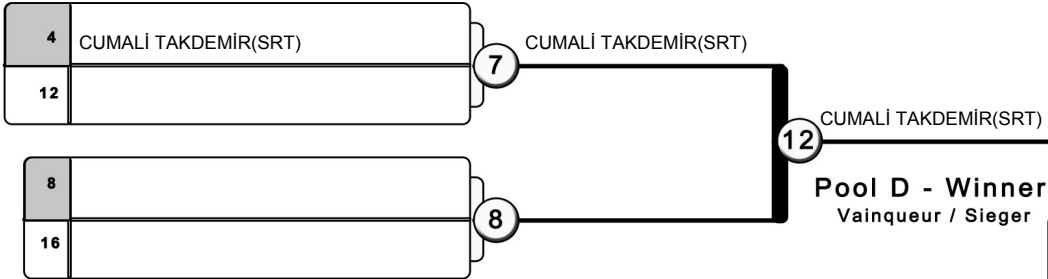 4 CUMALİ TAKDEMİR(SRT)
12
7
CUMALİ TAKDEMİR(SRT)
8
16
8
12
CUMALİ TAKDEMİR(SRT)
Pool D - Winner
Vainqueur / Sieger